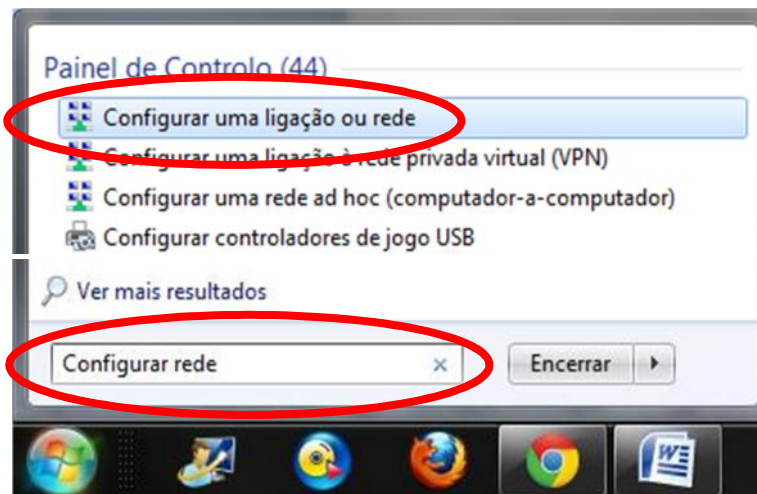 Painel de Controlo (44)
Configurar uma ligação ou rede
Configurar uma ligação à rede privada virtual (VPN)
Configurar uma rede ad hoc (computador-a-computador)
Configurar controladores de jogo USB
Ver mais resultados
Configurar rede
Encerrar
W